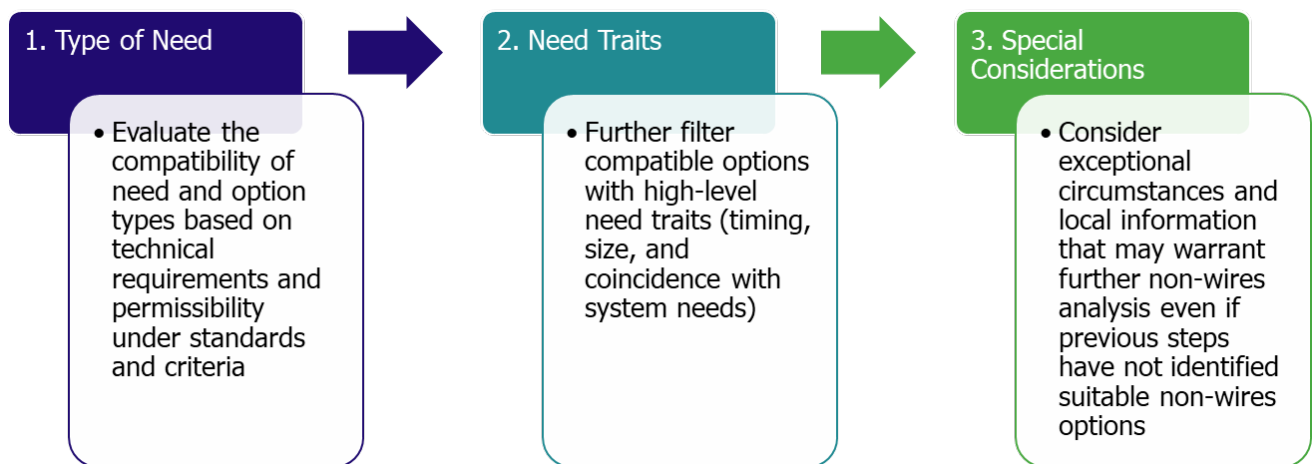 1. Type of Need
• Evaluate the
compatibility of
need and option
types based on
technical
requirements and
permissibility
under standards
and criteria
2. Need Traits
• Further filter
compatible options
with high-level
need traits (timing,
size, and
coincidence with
system needs)
3. Special
Considerations
• Consider
exceptional
circumstances and
local information
that may warrant
further non-wires
analysis even if
previous steps
have not identified
suitable non-wires
options